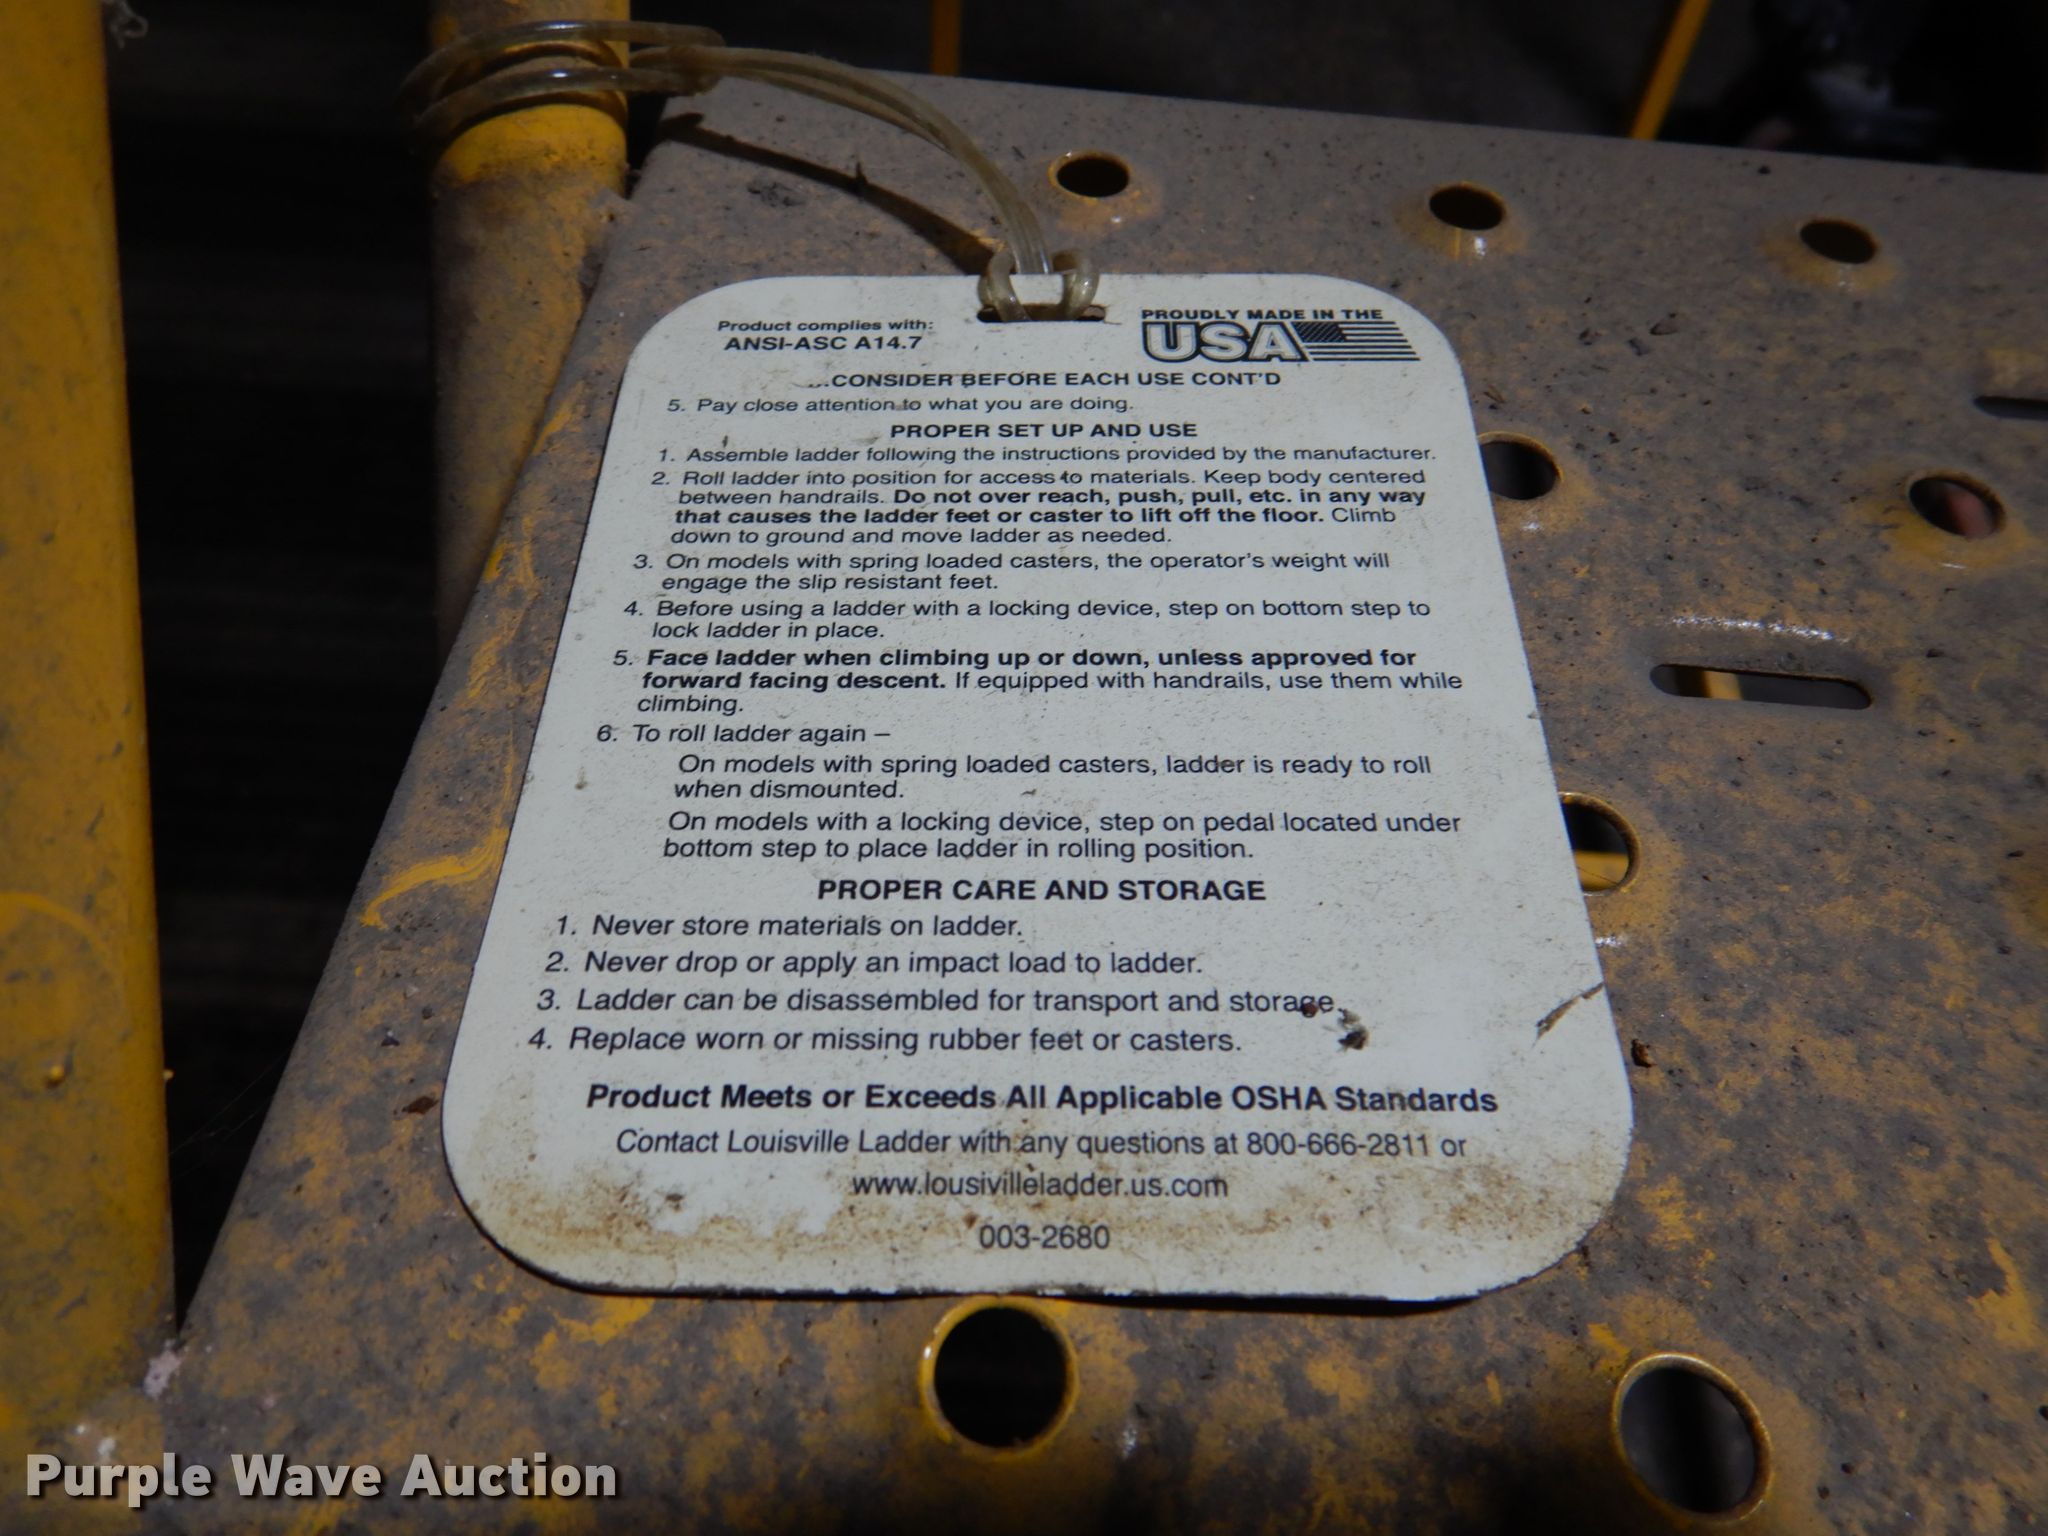 Product complies with:
ANSI-ASC A14.7
PROUDLY MADE IN THE
USA
...CONSIDER BEFORE EACH USE CONT'D
5. Pay close attention to what you are doing.
PROPER SET UP AND USE
1. Assemble ladder following the instructions provided by the manufacturer.
2. Roll ladder into position for access to materials. Keep body centered
between handrails. Do not over reach, push, pull, etc. in any way
that causes the ladder feet or caster to lift off the floor. Climb
down to ground and move ladder as needed.
3. On models with spring loaded casters, the operator's weight will
engage the slip resistant feet.
4. Before using a ladder with a locking device, step on bottom step to
lock ladder in place.
5. Face ladder when climbing up or down, unless approved for
forward facing descent. If equipped with handrails, use them while
climbing.
6. To roll ladder again –
On models with spring loaded casters, ladder is ready to roll
when dismounted.
On models with a locking device, step on pedal located under
bottom step to place ladder in rolling position.
PROPER CARE AND STORAGE
1. Never store materials on ladder.
2. Never drop or apply an impact load to ladder.
3. Ladder can be disassembled for transport and storage.
4. Replace worn or missing rubber feet or casters.
Product Meets or Exceeds All Applicable OSHA Standards
Contact Louisville Ladder with any questions at 800-666-2811 or
www.lousivilleladder.us.com
003-2680
Purple Wave Auction